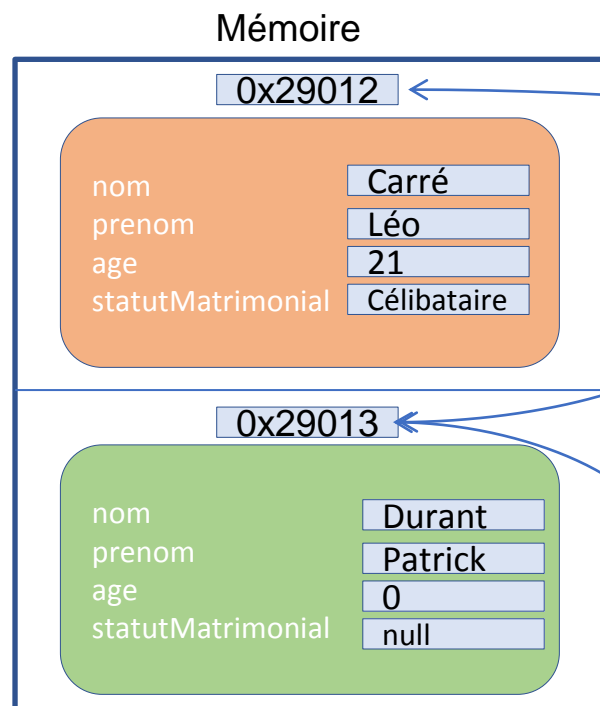 Mémoire
0x29012
nom Carré
prenom Léo
age 21
statutMatrimonial Célibataire
0x29013
nom Durant
prenom Patrick
age 0
statutMatrimonial null